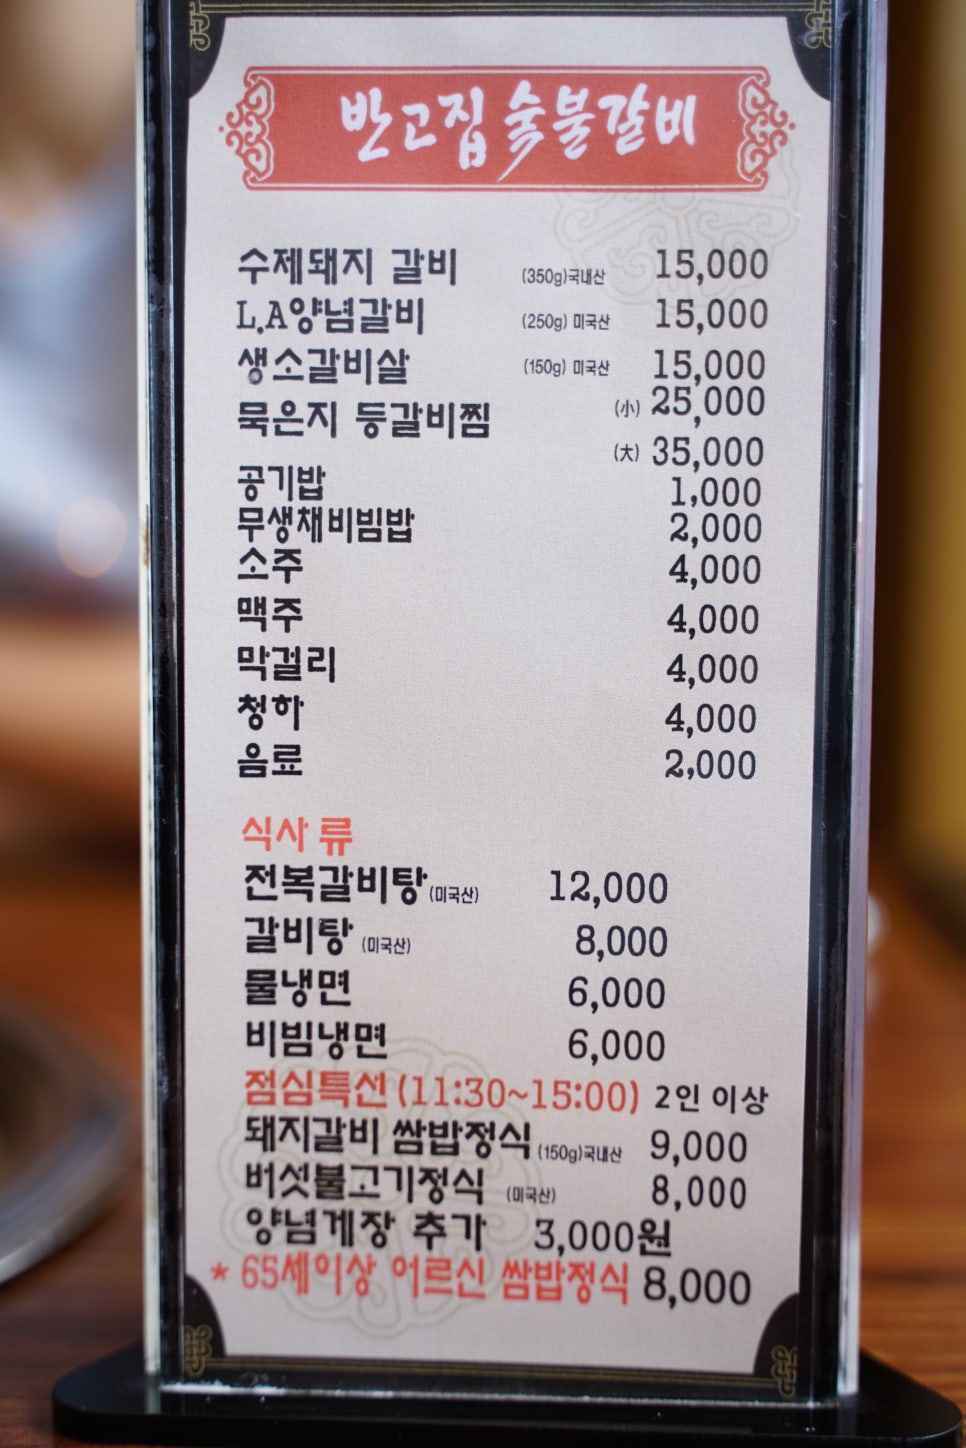 반고집 숯불갈비
수제돼지 갈비 (350g)국내산 15,000
L.A양념갈비 (250g) 미국산 15,000
생소갈비살 (150g) 미국산 15,000
묵은지 등갈비찜 (小) 25,000
(大) 35,000
공기밥 1,000
무생채비빔밥 2,000
소주 4,000
맥주 4,000
막걸리 4,000
청하 4,000
음료 2,000
식사류
전복갈비탕(미국산) 12,000
갈비탕 (미국산) 8,000
물냉면 6,000
비빔냉면 6,000
점심특선(11:30~15:00) 2인 이상
돼지갈비 쌈밥정식(150g)국내산 9,000
버섯불고기정식 (미국산) 8,000
양념게장 추가 3,000원
* 65세이상 어르신 쌈밥정식 8,000